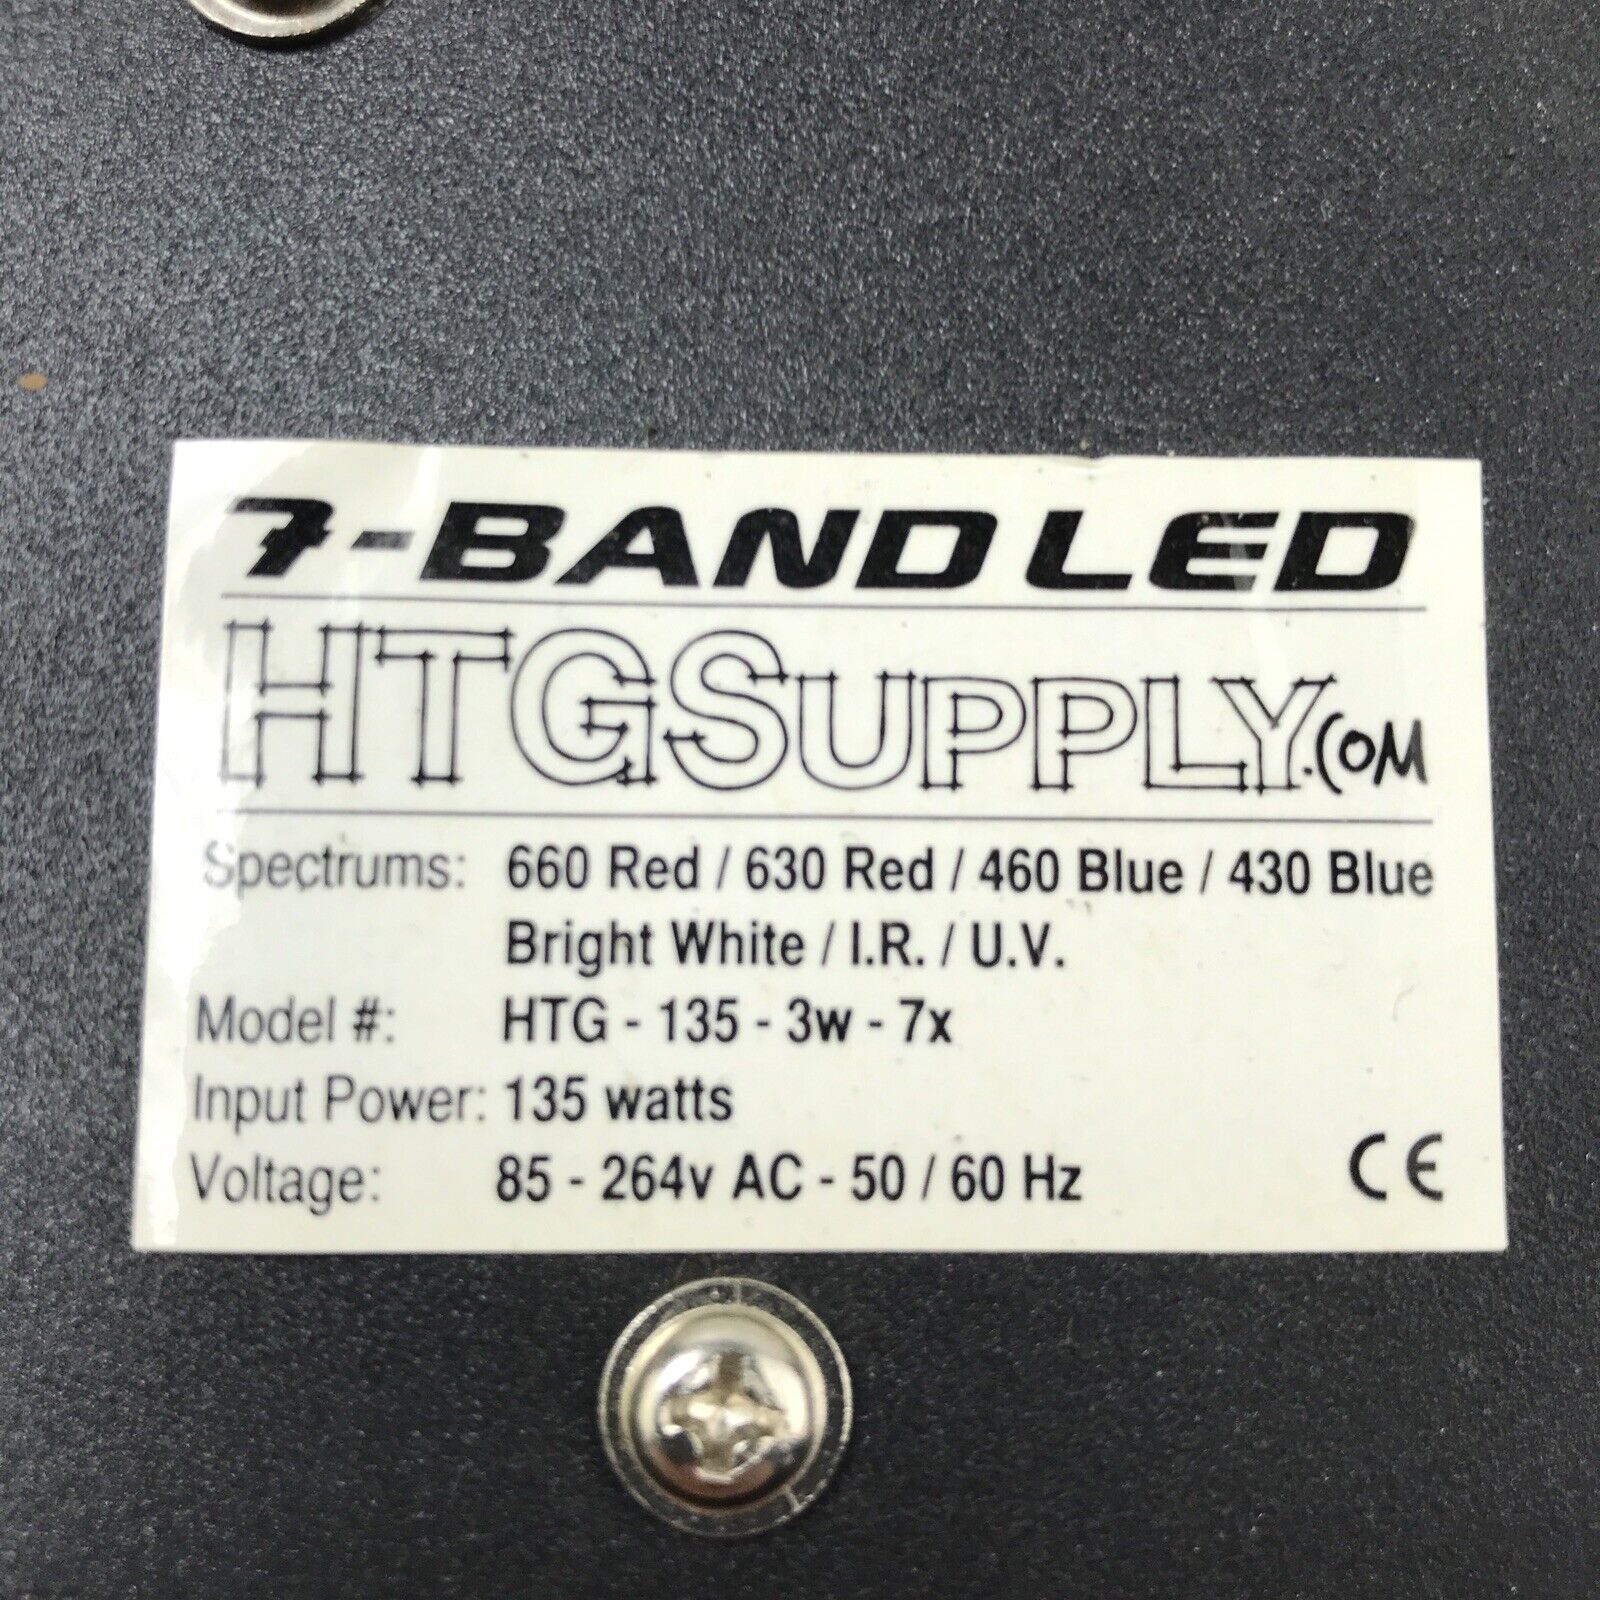 7-BAND LED
HTGSUPPLY.COM
Spectrums: 660 Red / 630 Red / 460 Blue / 430 Blue
Bright White / I.R. / U.V.
Model #: HTG - 135 - 3w - 7x
Input Power: 135 watts
Voltage: 85 - 264v AC - 50 / 60 Hz CE